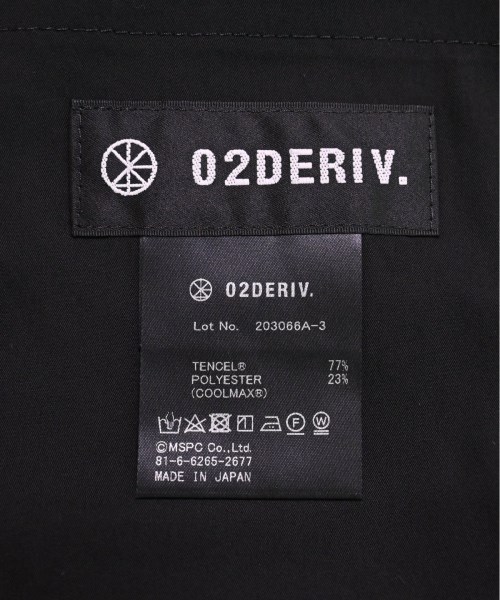 02DERIV.
02DERIV.
Lot No. 203066A-3
TENCEL® 77%
POLYESTER 23%
(COOLMAX®)
F W
©MSPC Co.,Ltd.
81-6-6265-2677
MADE IN JAPAN